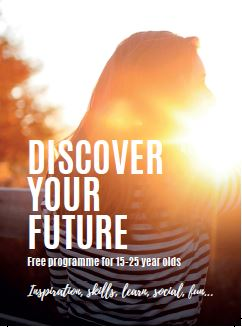 DISCOVER
YOUR
FUTURE
Free programme for 15-25 year olds
Inspiration, skills, learn, social, fun...